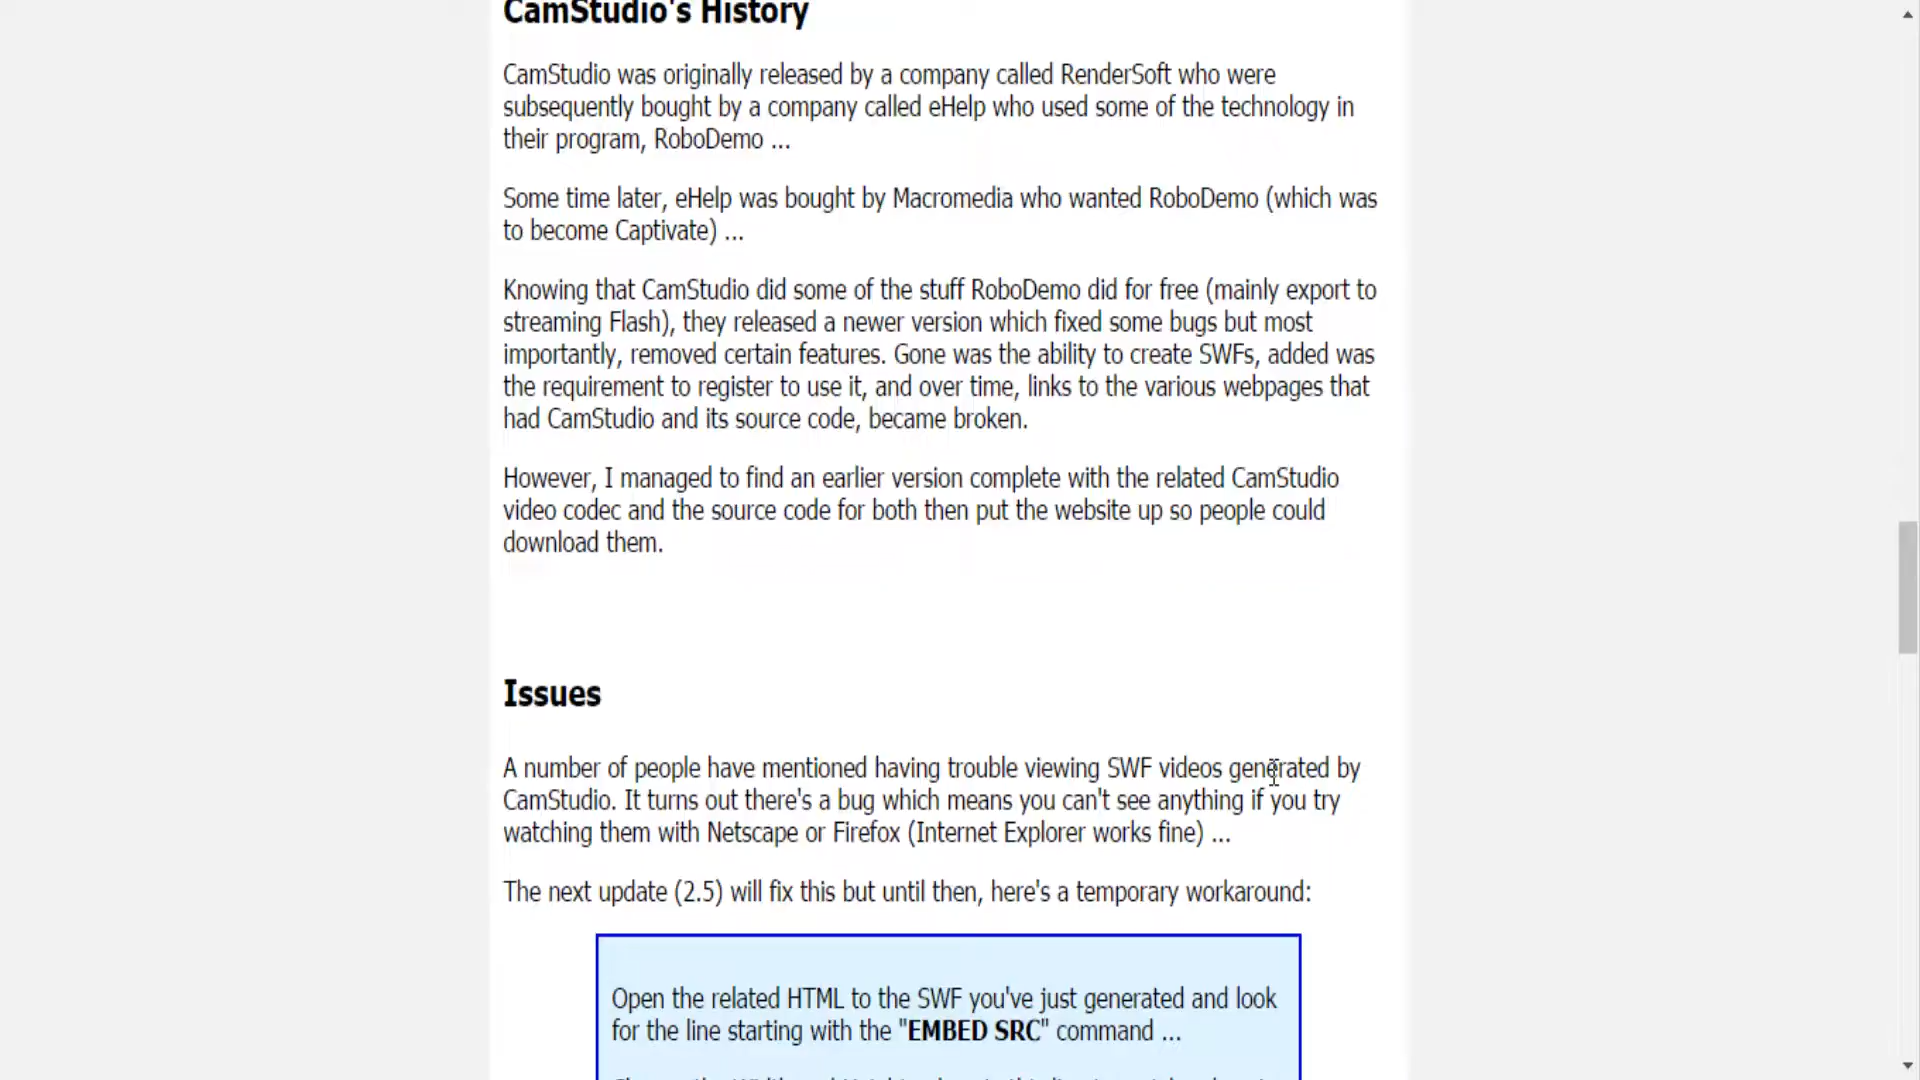 CamStudio's History
CamStudio was originally released by a company called RenderSoft who were
subsequently bought by a company called eHelp who used some of the technology in
their program, RoboDemo ...
Some time later, eHelp was bought by Macromedia who wanted RoboDemo (which was
to become Captivate) ...
Knowing that CamStudio did some of the stuff RoboDemo did for free (mainly export to
streaming Flash), they released a newer version which fixed some bugs but most
importantly, removed certain features. Gone was the ability to create SWFs, added was
the requirement to register to use it, and over time, links to the various webpages that
had CamStudio and its source code, became broken.
However, I managed to find an earlier version complete with the related CamStudio
video codec and the source code for both then put the website up so people could
download them.
Issues
A number of people have mentioned having trouble viewing SWF videos generated by
CamStudio. It turns out there's a bug which means you can't see anything if you try
watching them with Netscape or Firefox (Internet Explorer works fine) ...
The next update (2.5) will fix this but until then, here's a temporary workaround:
Open the related HTML to the SWF you've just generated and look
for the line starting with the "EMBED SRC" command ...